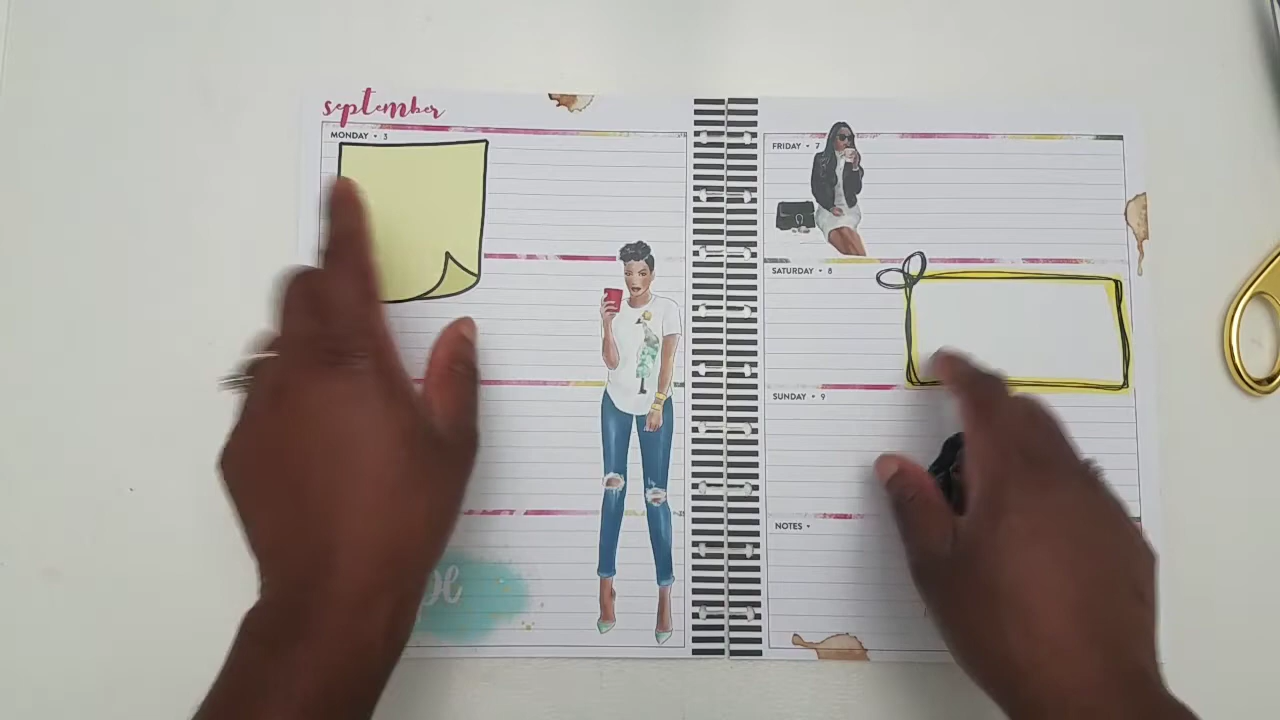 september
MONDAY • 3
FRIDAY • 7
SATURDAY • 8
SUNDAY • 9
NOTES •